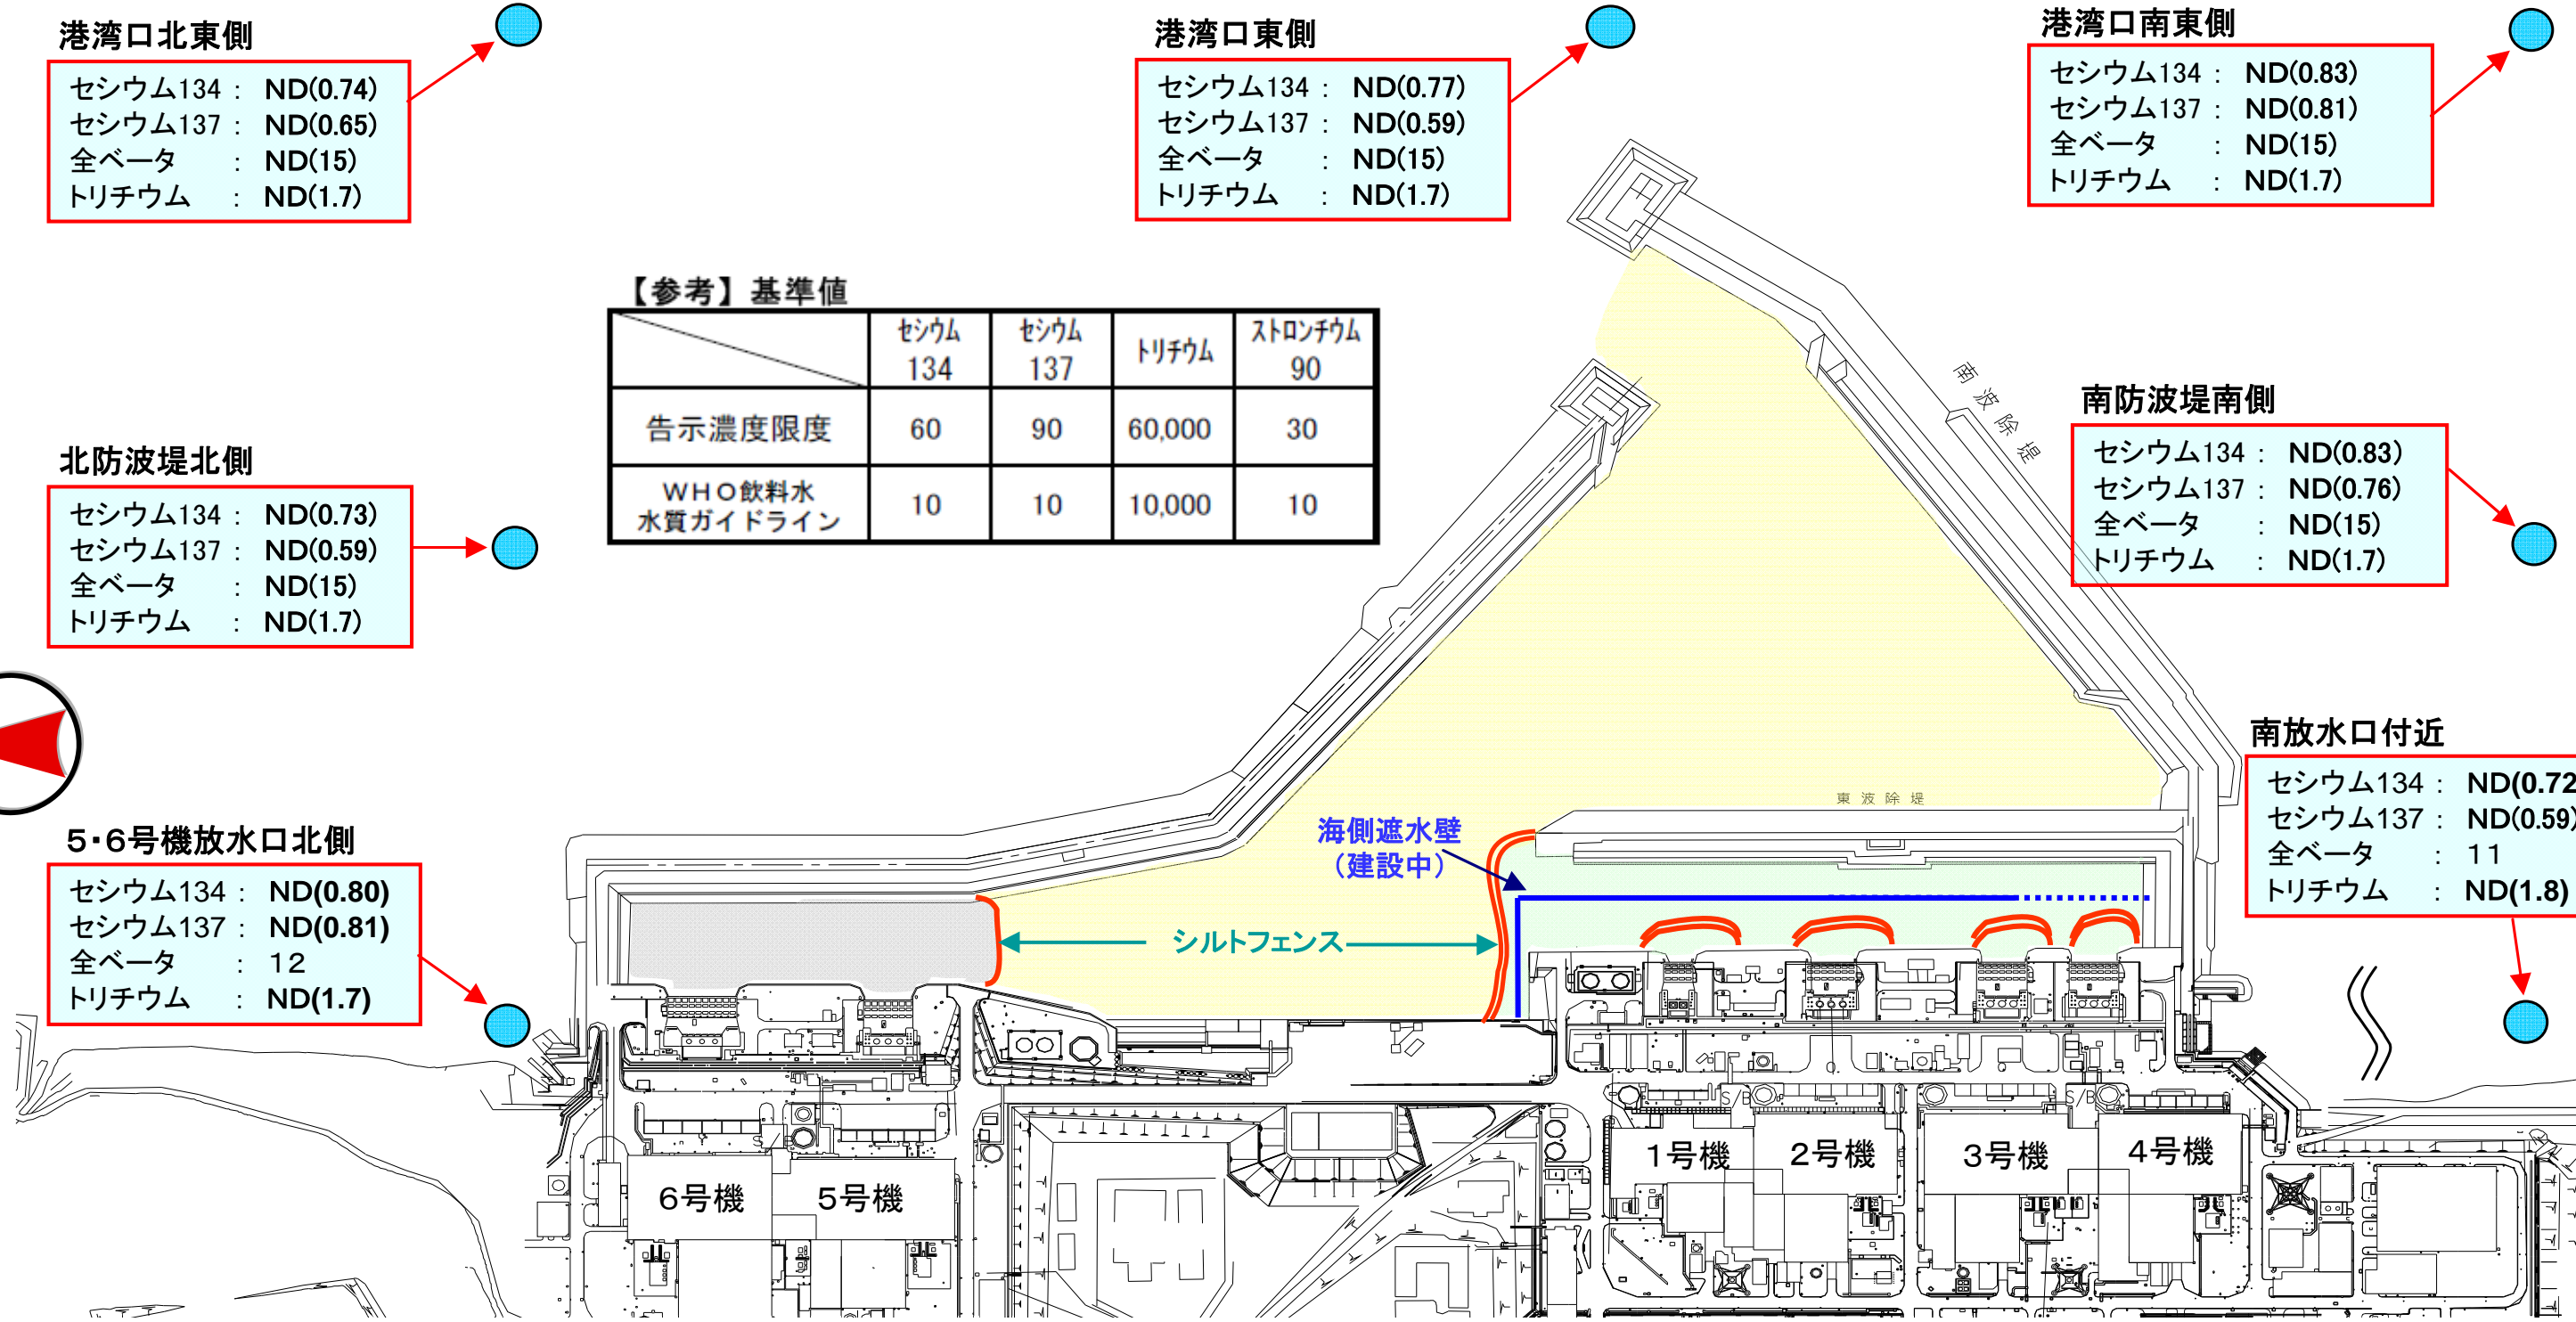 港湾口北東側
セシウム134 : ND(0.74)
セシウム137 : ND(0.65)
全ベータ : ND(15)
トリチウム : ND(1.7)
港湾口東側
セシウム134 : ND(0.77)
セシウム137 : ND(0.59)
全ベータ : ND(15)
トリチウム : ND(1.7)
港湾口南東側
セシウム134 : ND(0.83)
セシウム137 : ND(0.81)
全ベータ : ND(15)
トリチウム : ND(1.7)
【参考】基準値
セシウム134 セシウム137 トリチウム ストロンチウム90
告示濃度限度 60 90 60,000 30
WHO飲料水
水質ガイドライン 10 10 10,000 10
南波除堤
北防波堤北側
セシウム134 : ND(0.73)
セシウム137 : ND(0.59)
全ベータ : ND(15)
トリチウム : ND(1.7)
南防波堤南側
セシウム134 : ND(0.83)
セシウム137 : ND(0.76)
全ベータ : ND(15)
トリチウム : ND(1.7)
5・6号機放水口北側
セシウム134 : ND(0.80)
セシウム137 : ND(0.81)
全ベータ : 12
トリチウム : ND(1.7)
南放水口付近
セシウム134 : ND(0.72
セシウム137 : ND(0.59)
全ベータ : 11
トリチウム : ND(1.8)
東波除堤
海側遮水壁
（建設中）
シルトフェンス
S/B
S/B
6号機
5号機
1号機
2号機
3号機
4号機